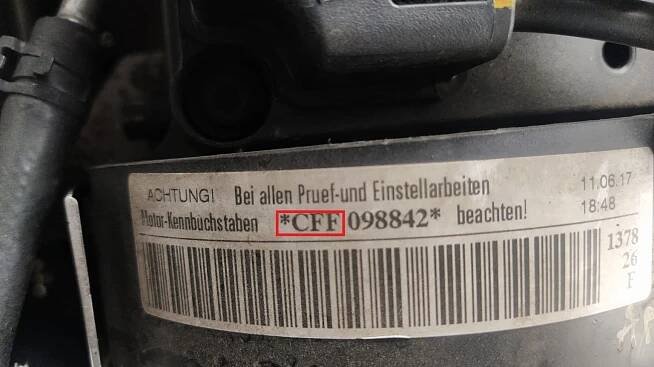 ACHTUNG! Bei allen Pruef-und Einstellarbeiten 11.06.17
Motor-Kennbuchstaben *CFF 098842* beachten! 18:48
1378
26
F